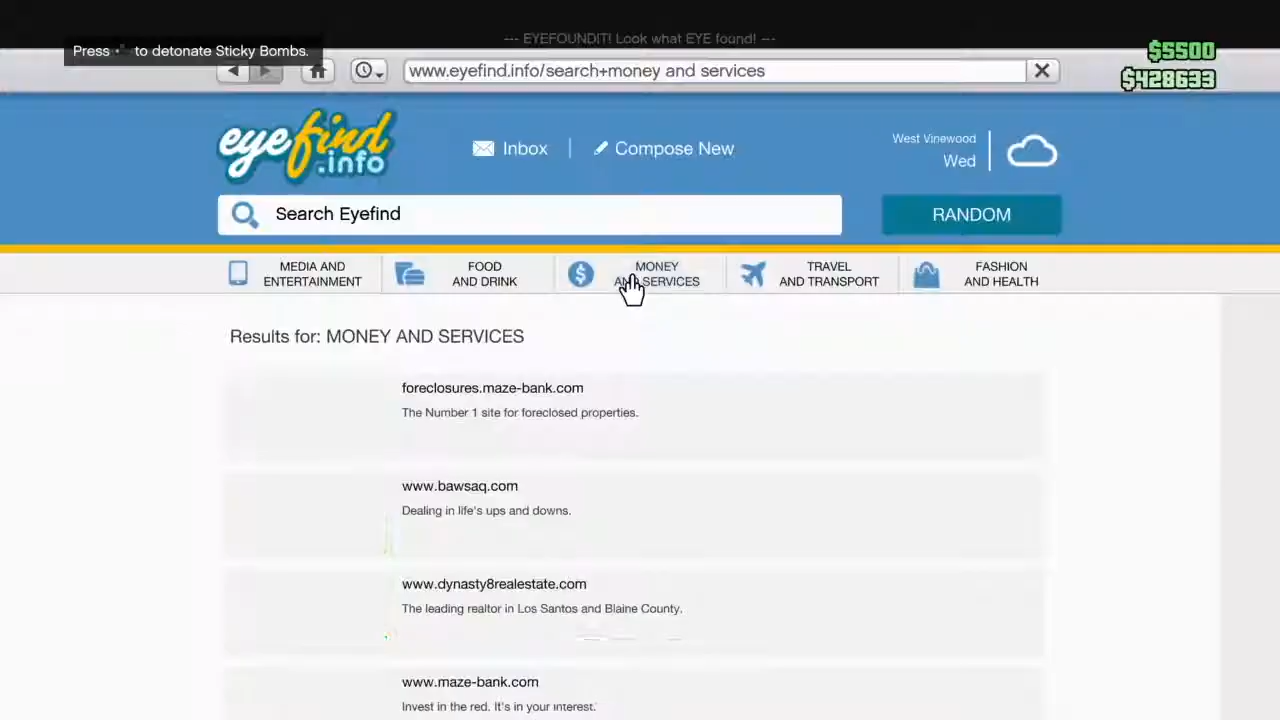 --- EYEFOUNDIT! Look what EYE found! ---
Press to detonate Sticky Bombs.
$5500
www.eyefind.info/search+money and services
$428633
eyefind
.info
Inbox
Compose New
West Vinewood
Wed
Search Eyefind
RANDOM
MEDIA AND
ENTERTAINMENT
FOOD
AND DRINK
MONEY
AND SERVICES
TRAVEL
AND TRANSPORT
FASHION
AND HEALTH
Results for: MONEY AND SERVICES
foreclosures.maze-bank.com
The Number 1 site for foreclosed properties.
www.bawsaq.com
Dealing in life's ups and downs.
www.dynasty8realestate.com
The leading realtor in Los Santos and Blaine County.
www.maze-bank.com
Invest in the red. It's in your interest.